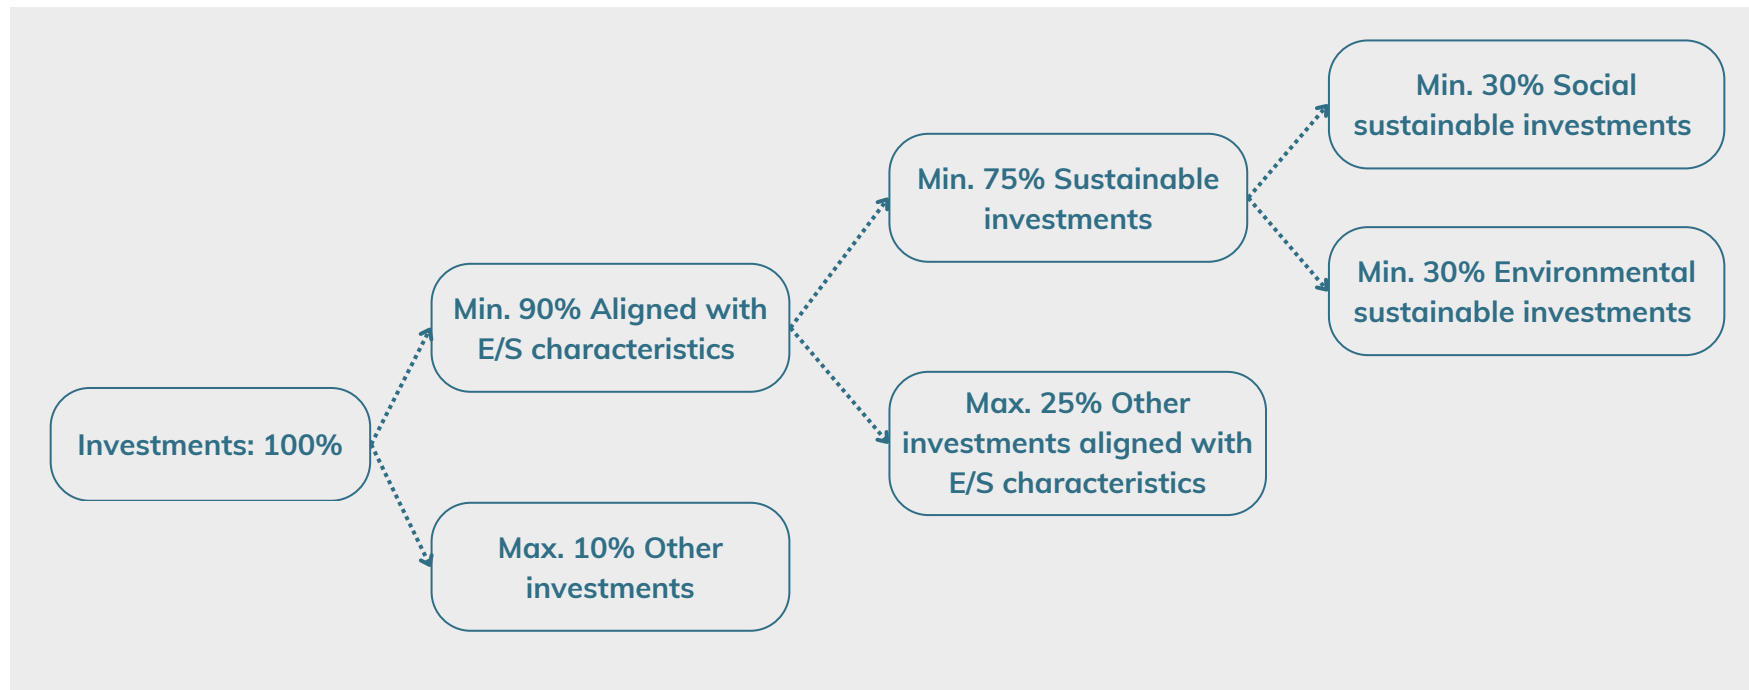 Investments: 100%
Min. 90% Aligned with
E/S characteristics
Max. 10% Other
investments
Min. 75% Sustainable
investments
Max. 25% Other
investments aligned with
E/S characteristics
Min. 30% Social
sustainable investments
Min. 30% Environmental
sustainable investments